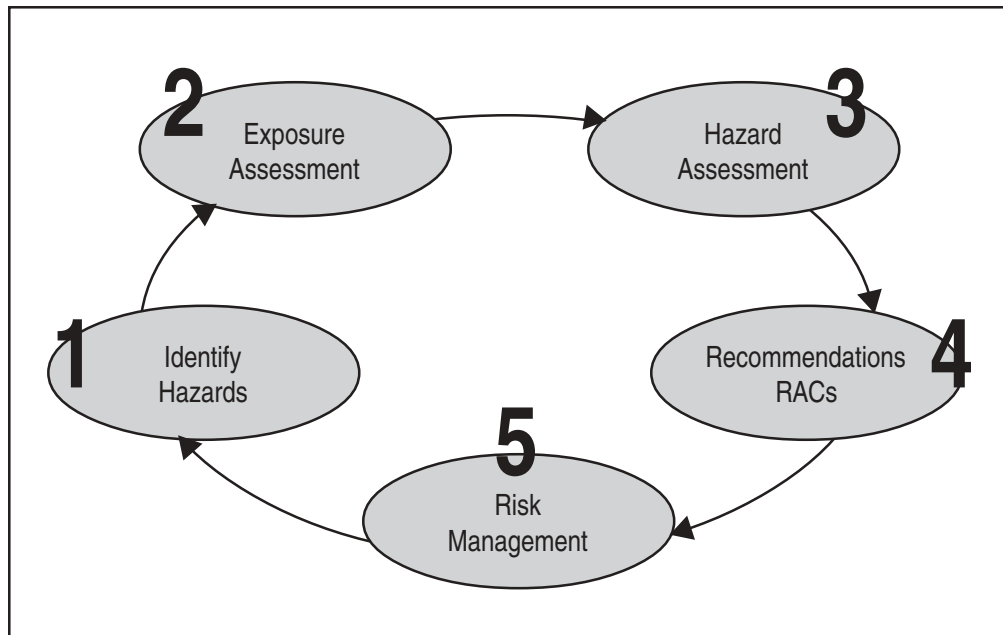 2
Exposure
Assessment
3
Hazard
Assessment
1
Identify
Hazards
4
Recommendations
RACs
5
Risk
Management